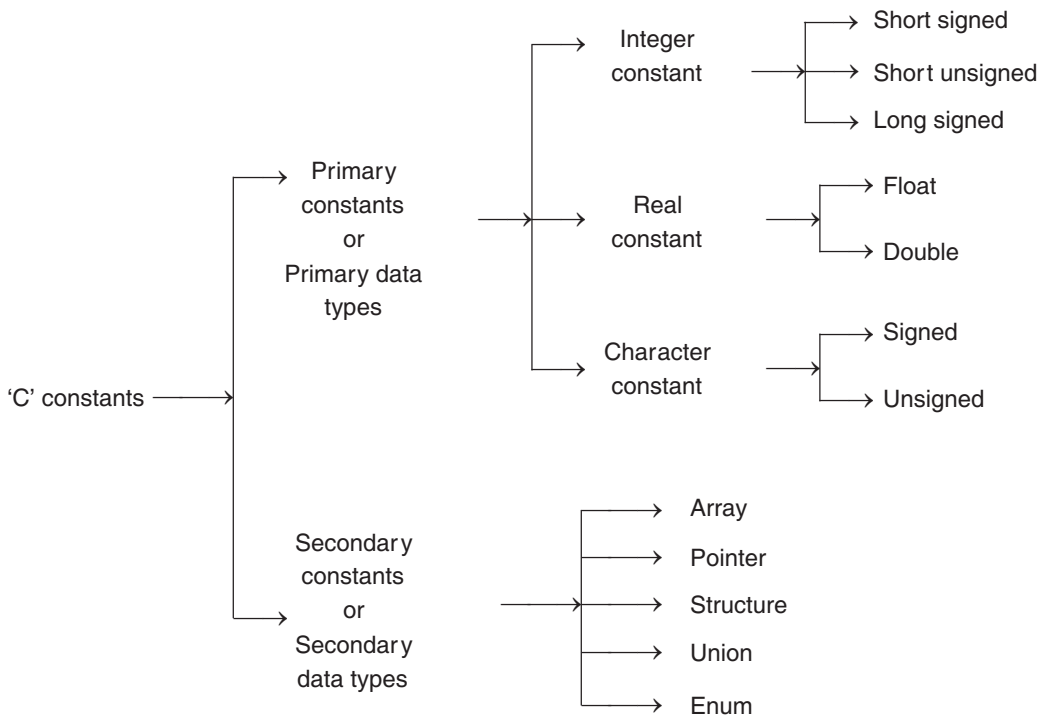 'C' constants
Primary
constants
or
Primary data
types
Integer
constant
Short signed
Short unsigned
Long signed
Real
constant
Float
Double
Character
constant
Signed
Unsigned
Secondary
constants
or
Secondary
data types
Array
Pointer
Structure
Union
Enum